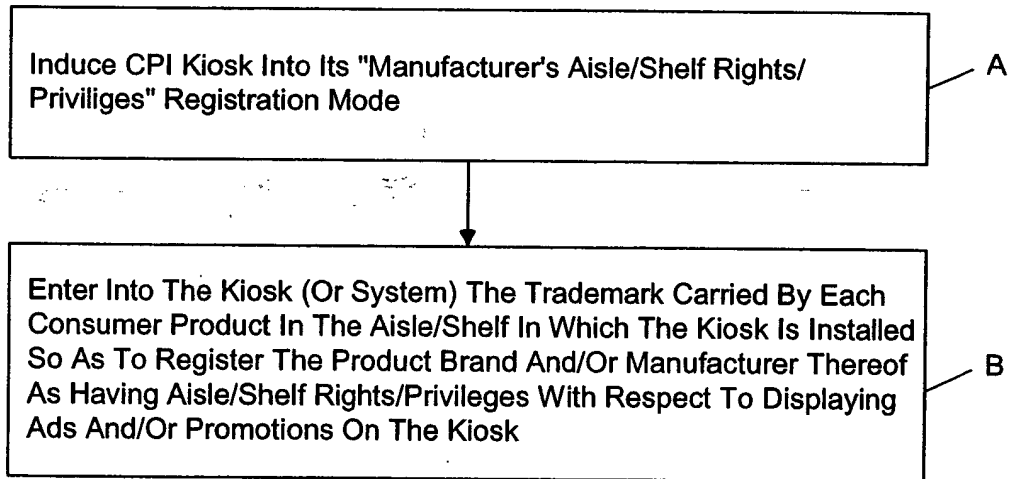 Induce CPI Kiosk Into Its "Manufacturer's Aisle/Shelf Rights/
Priviliges" Registration Mode
A
Enter Into The Kiosk (Or System) The Trademark Carried By Each
Consumer Product In The Aisle/Shelf In Which The Kiosk Is Installed
So As To Register The Product Brand And/Or Manufacturer Thereof
As Having Aisle/Shelf Rights/Privileges With Respect To Displaying
Ads And/Or Promotions On The Kiosk
B